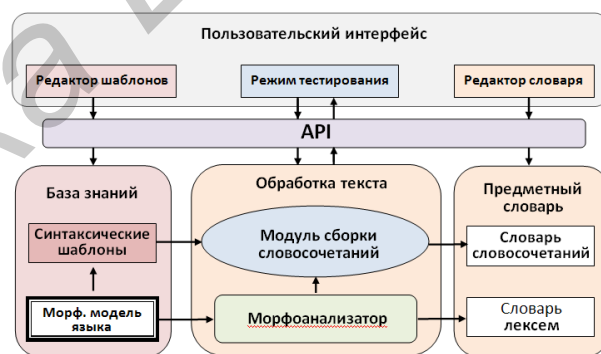 Пользовательский интерфейс
Редактор шаблонов
Режим тестирования
Редактор словаря
API
База знаний
Обработка текста
Предметный
словарь
Синтаксические
шаблоны
Модуль сборки
словосочетаний
Словарь
словосочетаний
Морф. модель
языка
Морфоанализатор
Словарь
лексем